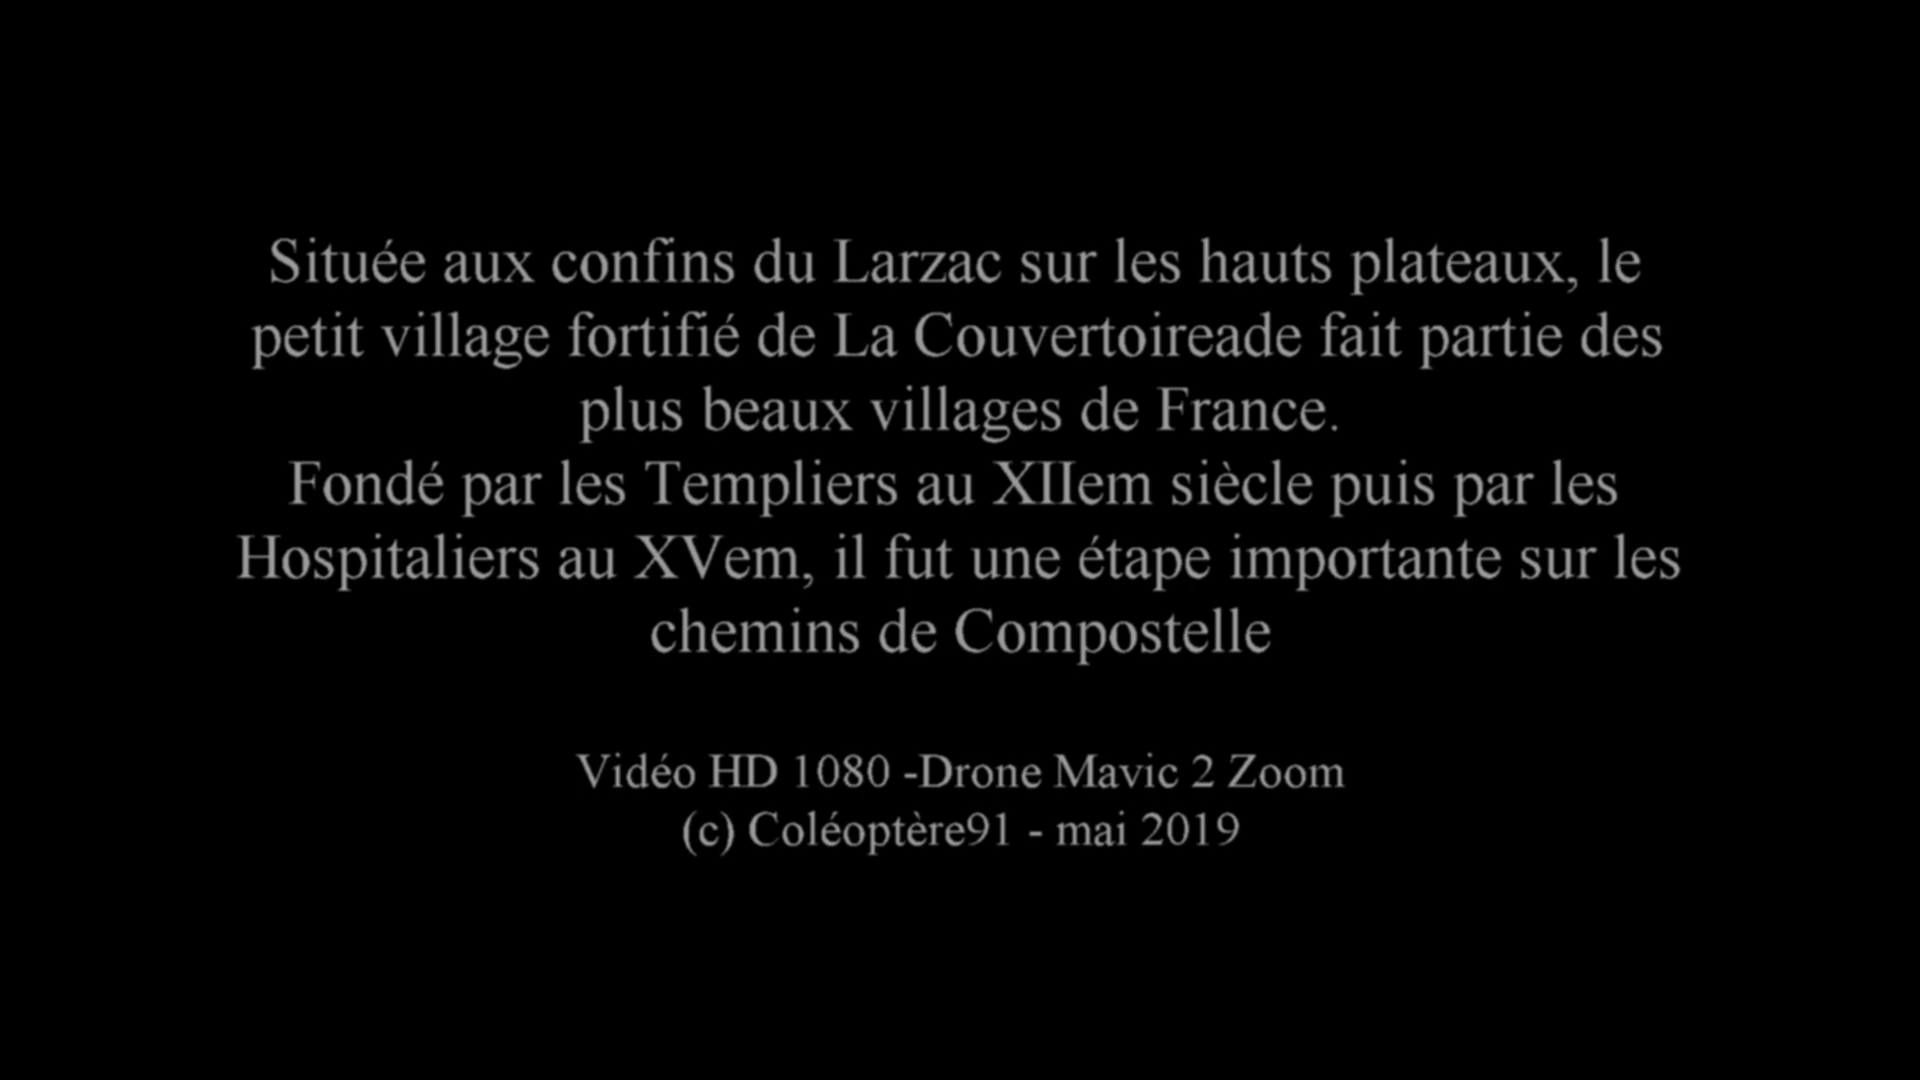 Située aux confins du Larzac sur les hauts plateaux, le
petit village fortifié de La Couvertoireade fait partie des
plus beaux villages de France.
Fondé par les Templiers au XIIem siècle puis par les
Hospitaliers au XVem, il fut une étape importante sur les
chemins de Compostelle
Vidéo HD 1080 -Drone Mavic 2 Zoom
(c) Coléoptère91 - mai 2019